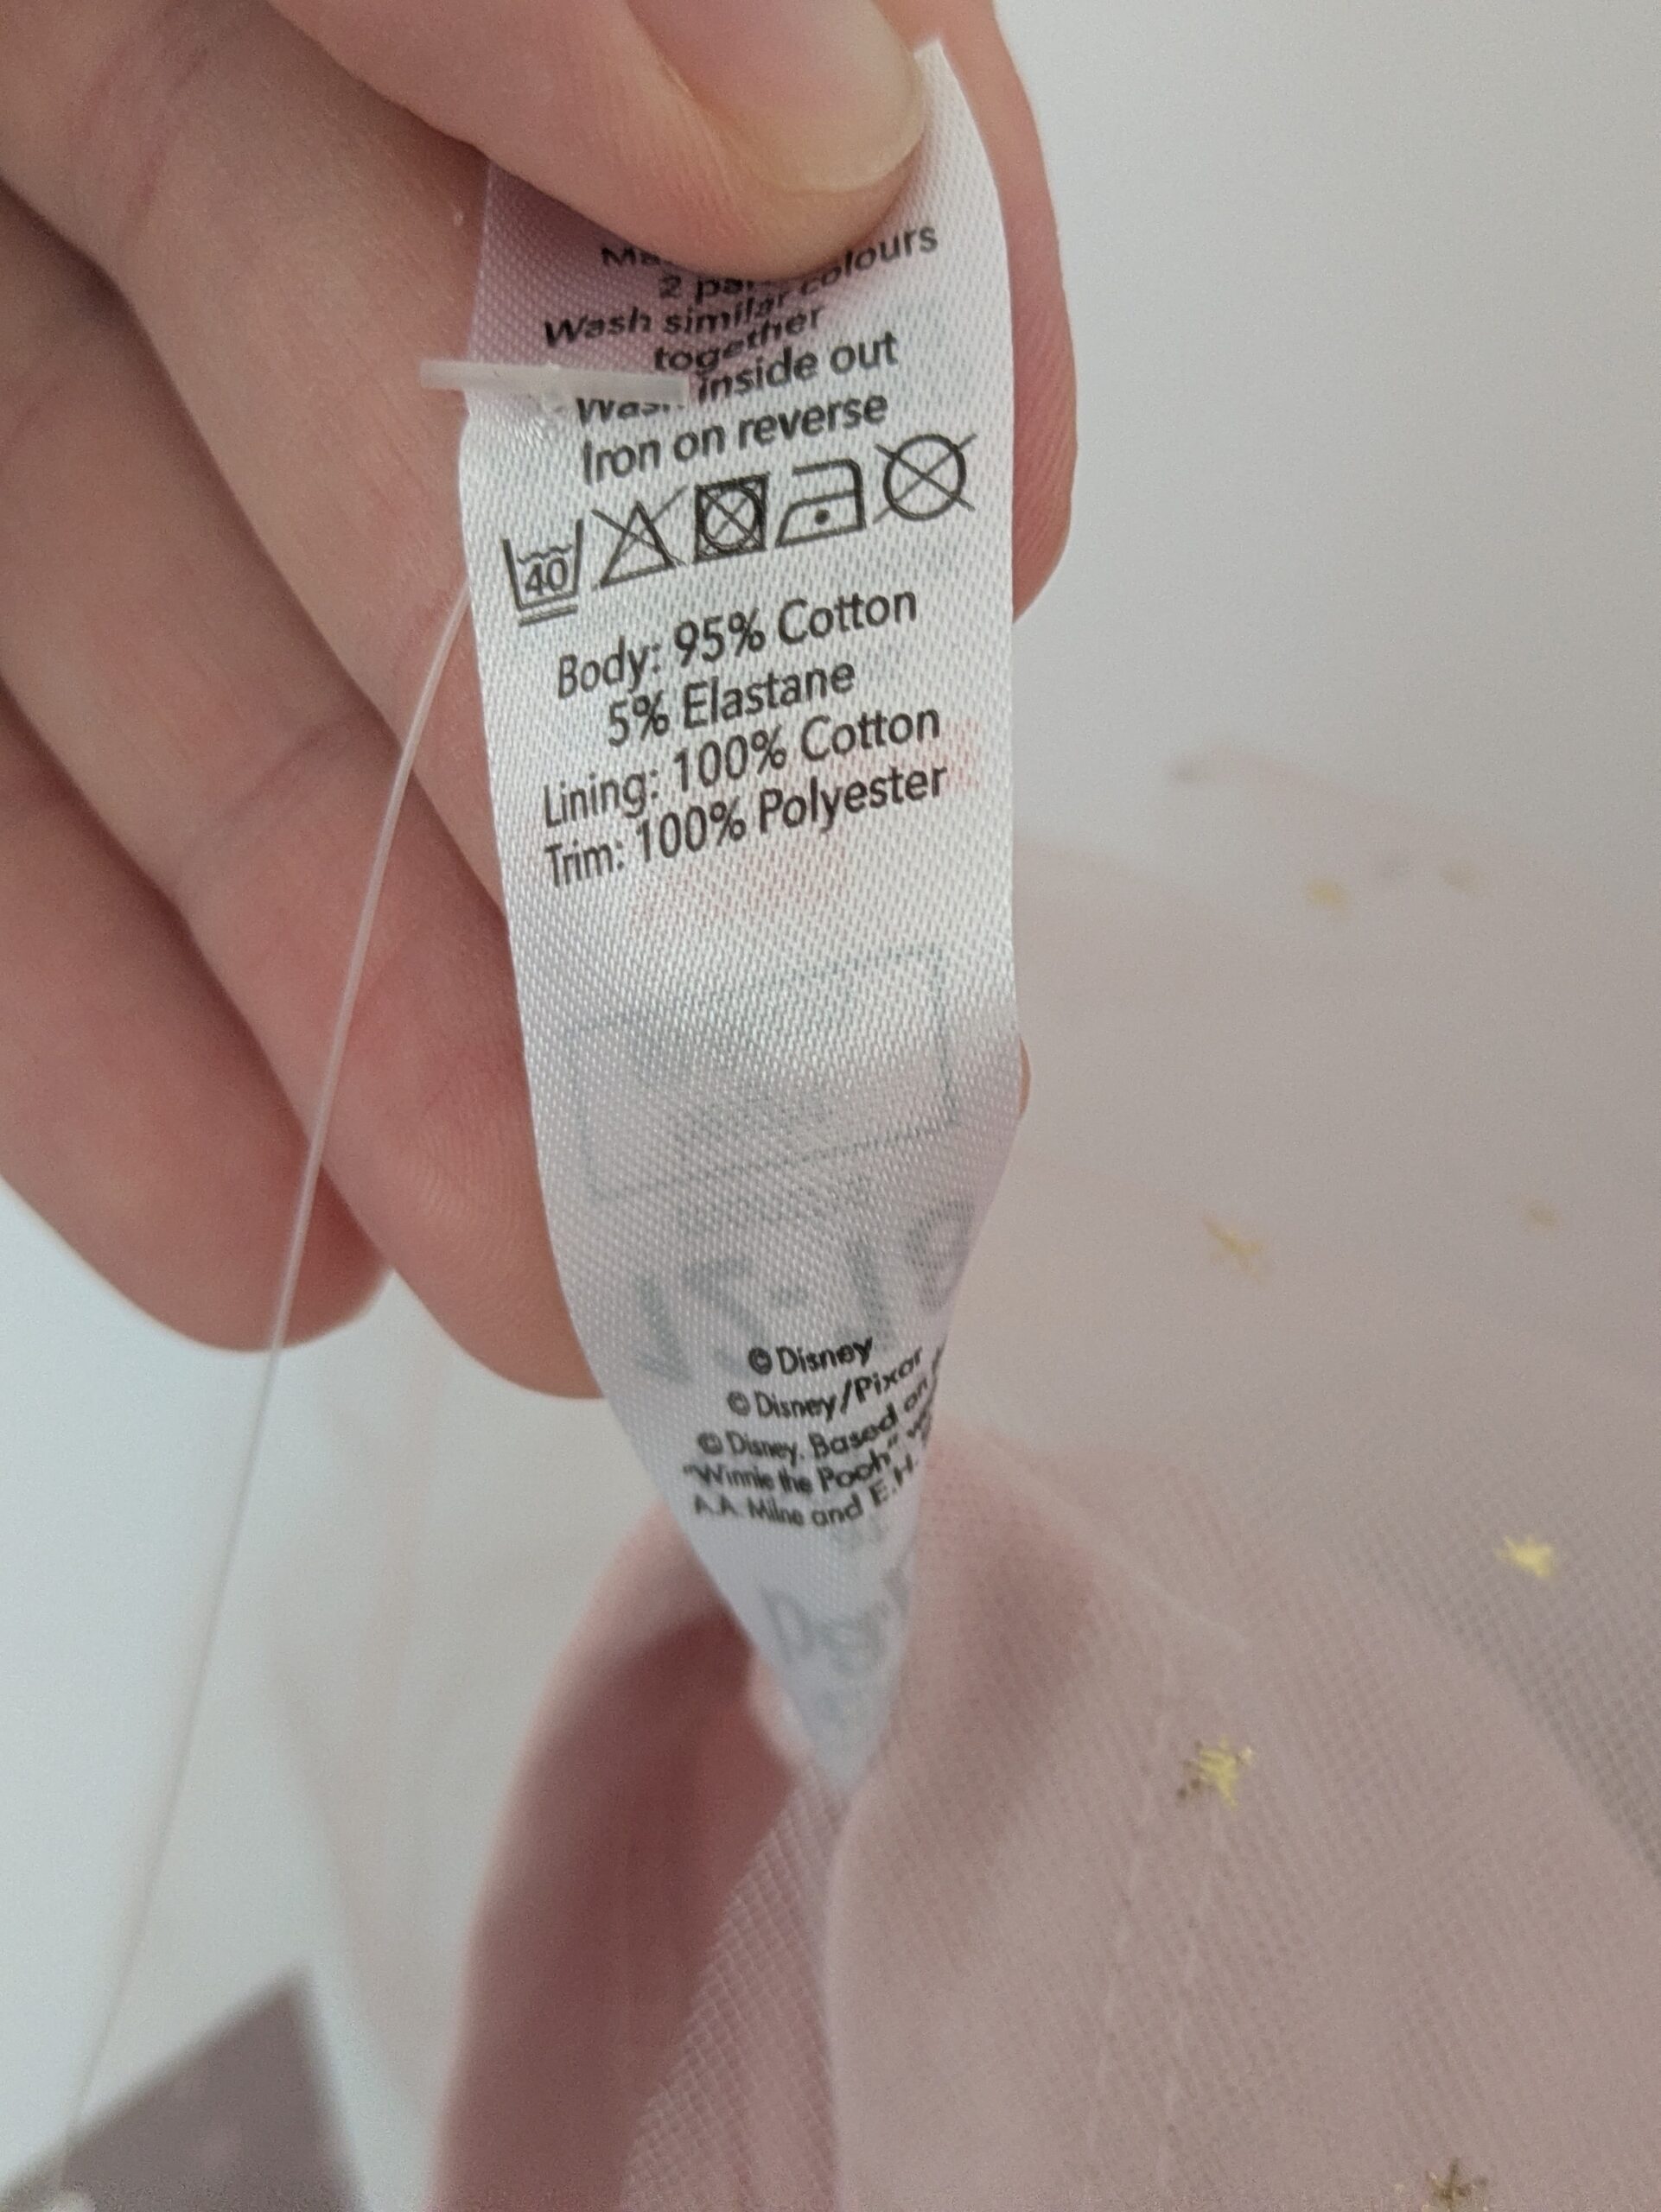 2
Wash similar colours
together
Wash inside out
Iron on reverse
40
Body: 95% Cotton
5% Elastane
Lining: 100% Cotton
Trim: 100% Polyester
© Disney
© Disney/Pixar
© Disney. Based on
"Winnie the Pooh"
A.A. Milne and E.H.